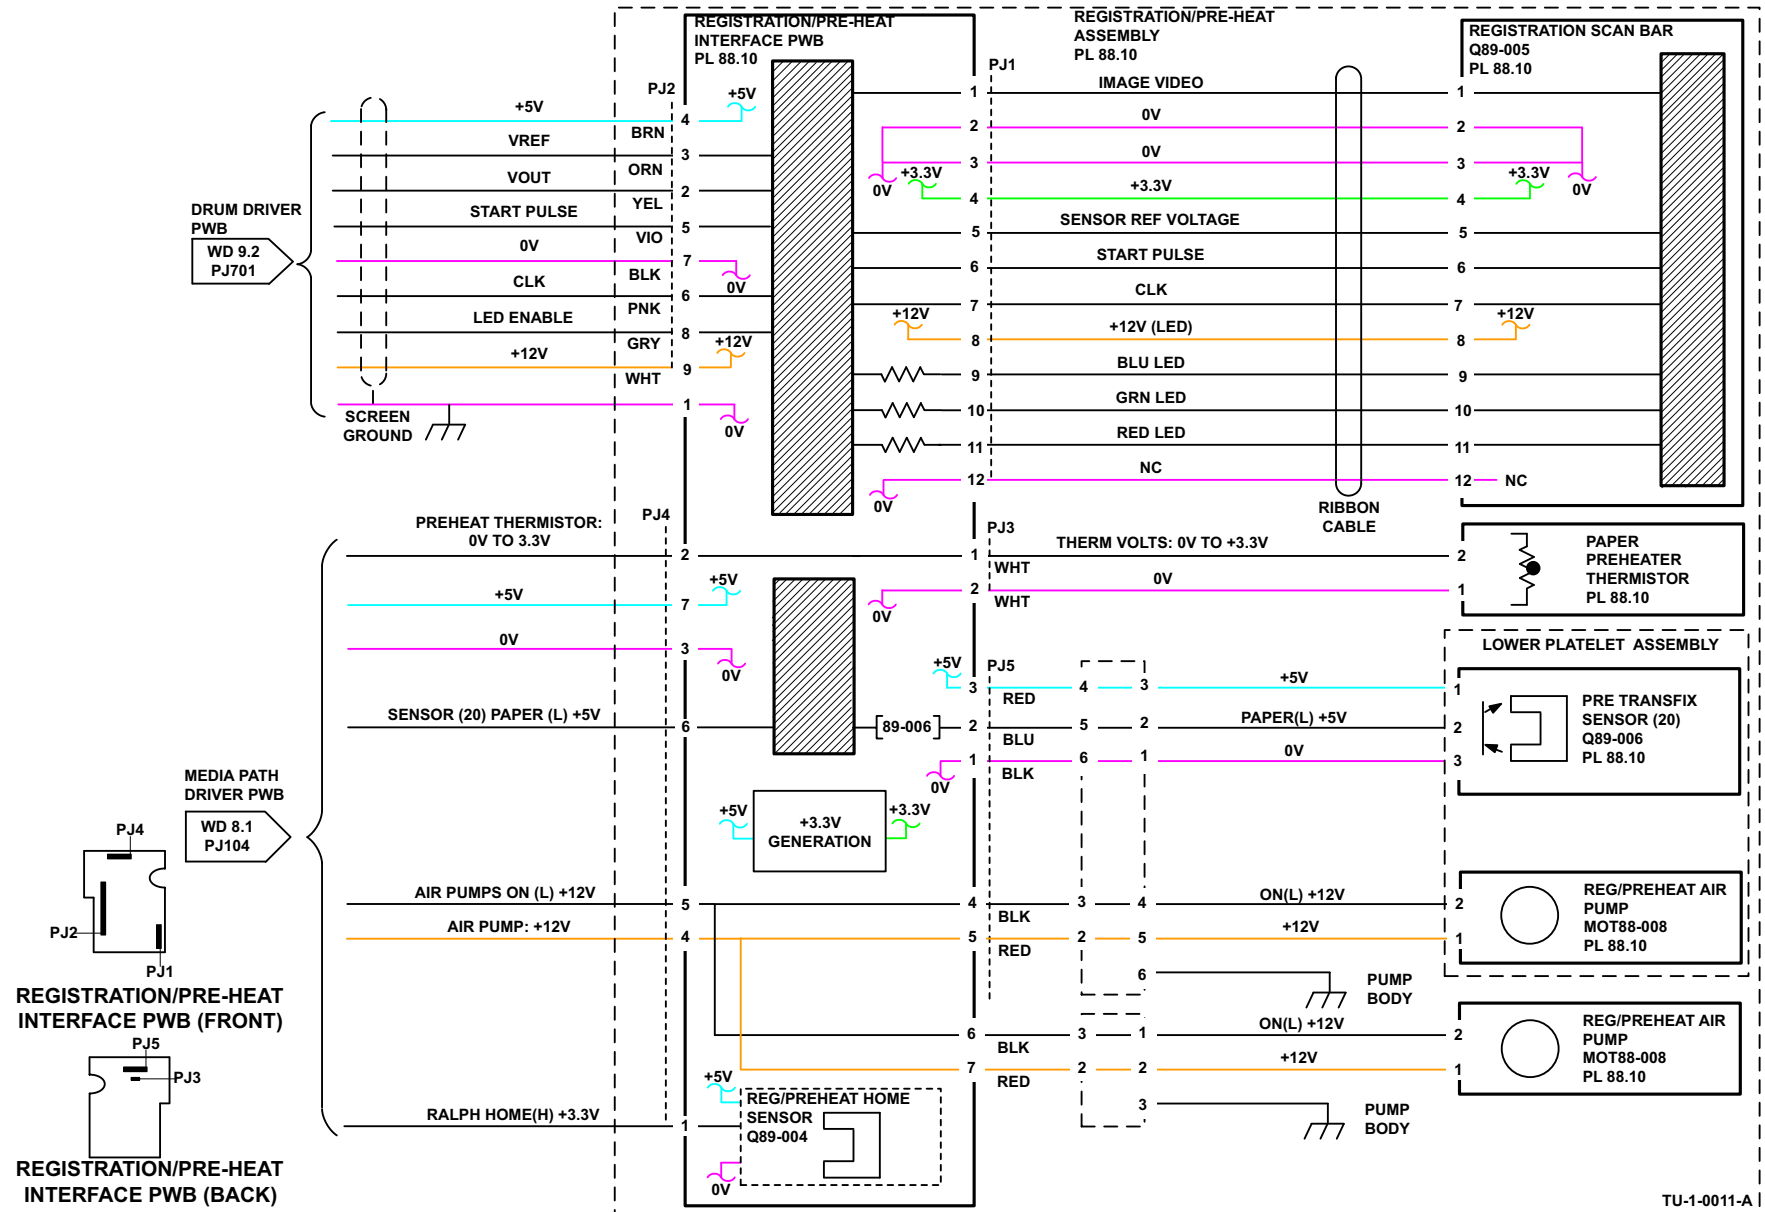 REGISTRATION/PRE-HEAT
INTERFACE PWB
PL 88.10
REGISTRATION/PRE-HEAT
ASSEMBLY
PL 88.10
REGISTRATION SCAN BAR
Q89-005
PL 88.10
PJ2
PJ1
DRUM DRIVER
PWB
WD 9.2
PJ701
+5V
BRN
4
+5V
VREF
ORN
3
VOUT
YEL
2
START PULSE
VIO
5
0V
BLK
7
0V
CLK
PNK
6
LED ENABLE
GRY
8
+12V
WHT
9
+12V
1
0V
SCREEN
GROUND
1
IMAGE VIDEO
1
2
0V
2
3
0V
3
0V
0V
+3.3V
4
+3.3V
4
+3.3V
5
SENSOR REF VOLTAGE
5
6
START PULSE
6
7
CLK
7
+12V
8
+12V (LED)
8
+12V
9
BLU LED
9
10
GRN LED
10
11
RED LED
11
0V
12
NC
12
NC
RIBBON
CABLE
PJ4
PJ3
PREHEAT THERMISTOR:
0V TO 3.3V
2
1
WHT
THERM VOLTS: 0V TO +3.3V
2
0V
2
WHT
0V
1
PAPER
PREHEATER
THERMISTOR
PL 88.10
+5V
7
+5V
0V
3
0V
SENSOR (20) PAPER (L) +5V
6
89-006
PJ5
+5V
3
RED
4
3
+5V
1
2
BLU
5
2
PAPER(L) +5V
2
0V
1
BLK
6
1
0V
3
LOWER PLATELET ASSEMBLY
PRE TRANSFIX
SENSOR (20)
Q89-006
PL 88.10
MEDIA PATH
DRIVER PWB
WD 8.1
PJ104
+5V
+3.3V
GENERATION
+3.3V
AIR PUMPS ON (L) +12V
5
4
BLK
3
4
ON(L) +12V
2
AIR PUMP: +12V
4
5
RED
2
5
+12V
1
REG/PREHEAT AIR
PUMP
MOT88-008
PL 88.10
6
PUMP
BODY
6
BLK
3
1
ON(L) +12V
2
7
RED
2
2
+12V
1
REG/PREHEAT AIR
PUMP
MOT88-008
PL 88.10
3
PUMP
BODY
RALPH HOME(H) +3.3V
1
+5V
0V
REG/PREHEAT HOME
SENSOR
Q89-004
PJ4
PJ2
PJ1
REGISTRATION/PRE-HEAT
INTERFACE PWB (FRONT)
PJ5
PJ3
REGISTRATION/PRE-HEAT
INTERFACE PWB (BACK)
TU-1-0011-A